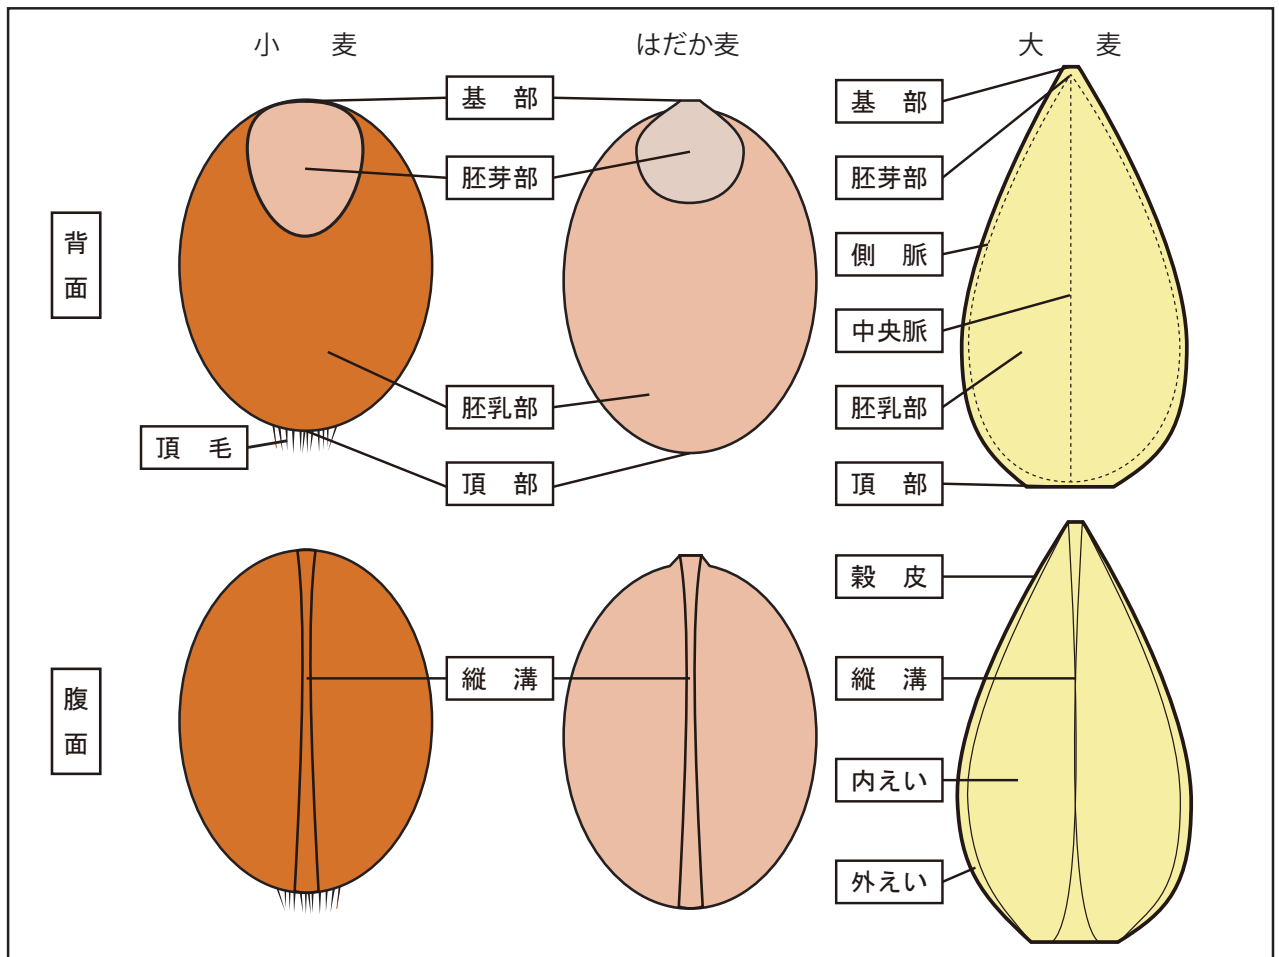 小　麦
はだか麦
大　麦
背面
基　部
胚芽部
胚乳部
頂　毛
頂　部
基　部
胚芽部
側　脈
中央脈
胚乳部
頂　部
腹面
縦　溝
穀　皮
縦　溝
内えい
外えい